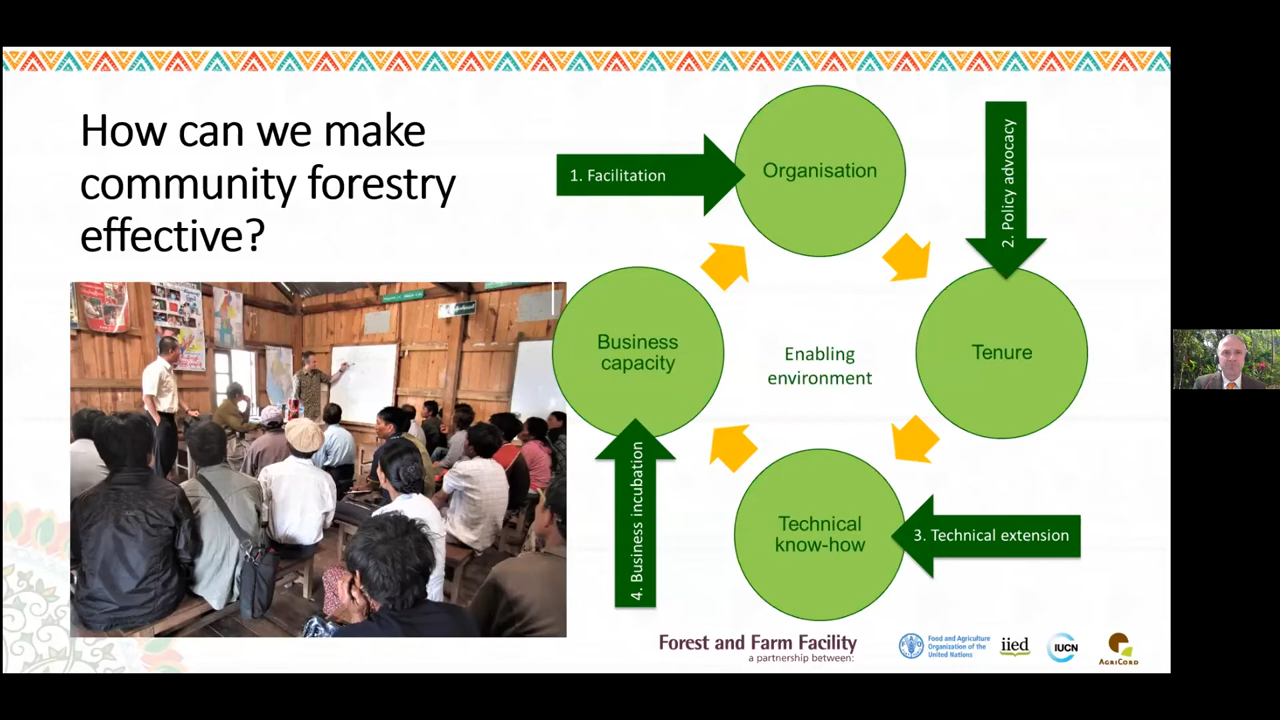 How can we make
community forestry
effective?
1. Facilitation
Organisation
2. Policy advocacy
Business
capacity
Enabling
environment
Tenure
4. Business incubation
Technical
know-how
3. Technical extension
Forest and Farm Facility
a partnership between:
Food and Agriculture
Organization of the
United Nations
iied
IUCN
AGRICORD